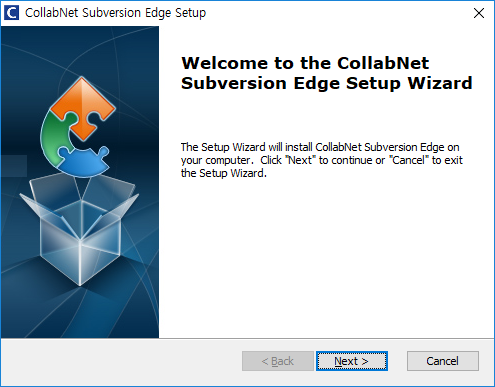 C CollabNet Subversion Edge Setup
Welcome to the CollabNet
Subversion Edge Setup Wizard
The Setup Wizard will install CollabNet Subversion Edge on
your computer. Click "Next" to continue or "Cancel" to exit
the Setup Wizard.
< Back Next > Cancel